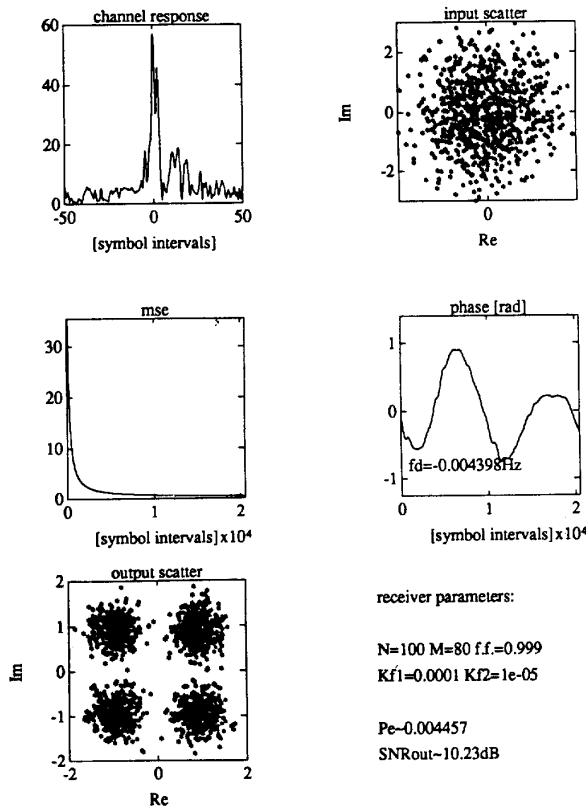 channel response
60
40
20
0
-50
0
50
[symbol intervals]
input scatter
Im
2
0
-2
0
Re
mse
30
20
10
0
0
1
2
[symbol intervals]x10⁴
phase [rad]
1
0
-1
fd=-0.004398Hz
0
1
2
[symbol intervals]x10⁴
output scatter
Im
2
1
0
-1
-2
-2
0
2
Re
receiver parameters:
N=100 M=80 f.f.=0.999
Kf1=0.0001 Kf2=1e-05
Pe~0.004457
SNRout~10.23dB